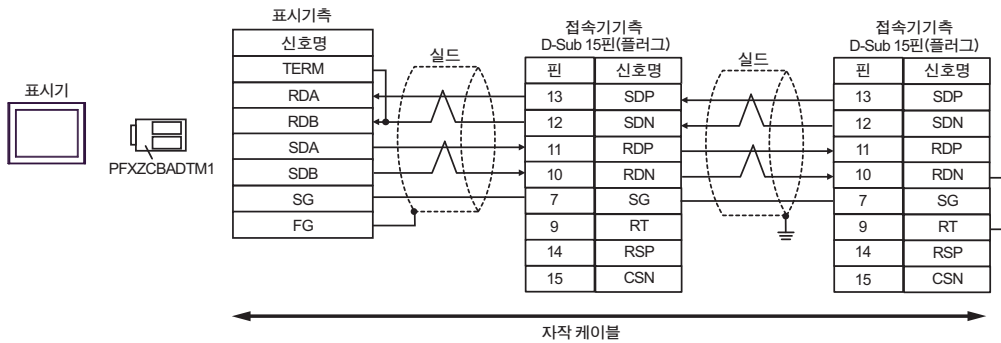 표시기
PFXZCBADTM1
표시기측
신호명
TERM
RDA
RDB
SDA
SDB
SG
FG
실드
접속기기측
D-Sub 15핀(플러그)
핀 신호명
13 SDP
12 SDN
11 RDP
10 RDN
7 SG
9 RT
14 RSP
15 CSN
실드
접속기기측
D-Sub 15핀(플러그)
핀 신호명
13 SDP
12 SDN
11 RDP
10 RDN
7 SG
9 RT
14 RSP
15 CSN
자작 케이블